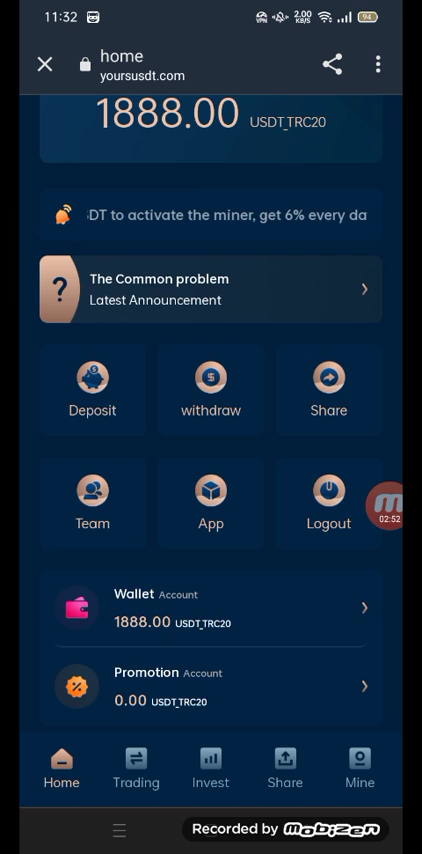 11:32
VPN
2.00
KB/S
94
home
yoursusdt.com
1888.00 USDT_TRC20
DT to activate the miner, get 6% every da
?
The Common problem
Latest Announcement
Deposit
withdraw
Share
Team
App
Logout
02:52
Wallet Account
1888.00 USDT_TRC20
Promotion Account
0.00 USDT_TRC20
Home
Trading
Invest
Share
Mine
Recorded by mobizen